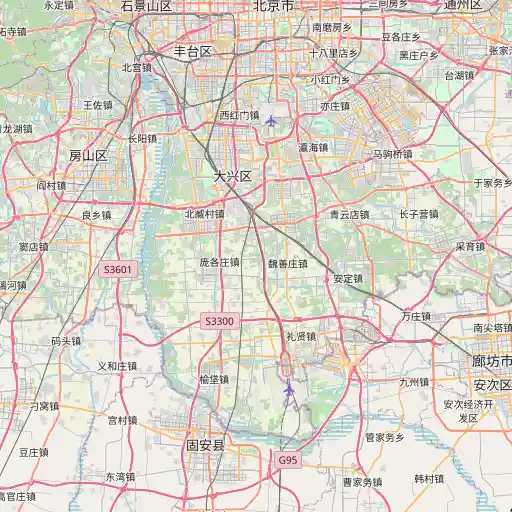 永定镇
石景山区
北京市
三间房乡
通州区
南磨房乡
豆各庄乡
张家
丰台区
十八里店乡
黑庄户乡
北宫镇
小红门乡
台湖镇
王佐镇
西红门镇
亦庄镇
青龙湖镇
长阳镇
瀛海镇
马驹桥镇
房山区
阎村镇
大兴区
于家务乡
良乡镇
北臧村镇
青云店镇
长子营镇
窦店镇
采育镇
庞各庄镇
魏善庄镇
S3601
安定镇
万庄镇
S3300
南尖塔镇
码头镇
礼贤镇
义和庄镇
廊坊市
榆垡镇
九州镇
安次区
刁窝镇
宫村镇
安次经济开
发区
固安县
管家务乡
豆庄镇
G95
东湾镇
曹家务镇
韩村镇
高官庄镇